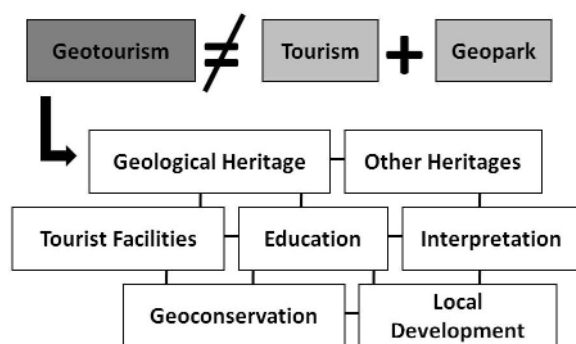 Geotourism ≠ Tourism + Geopark
Geological Heritage Other Heritages
Tourist Facilities Education Interpretation
Geoconservation Local
Development